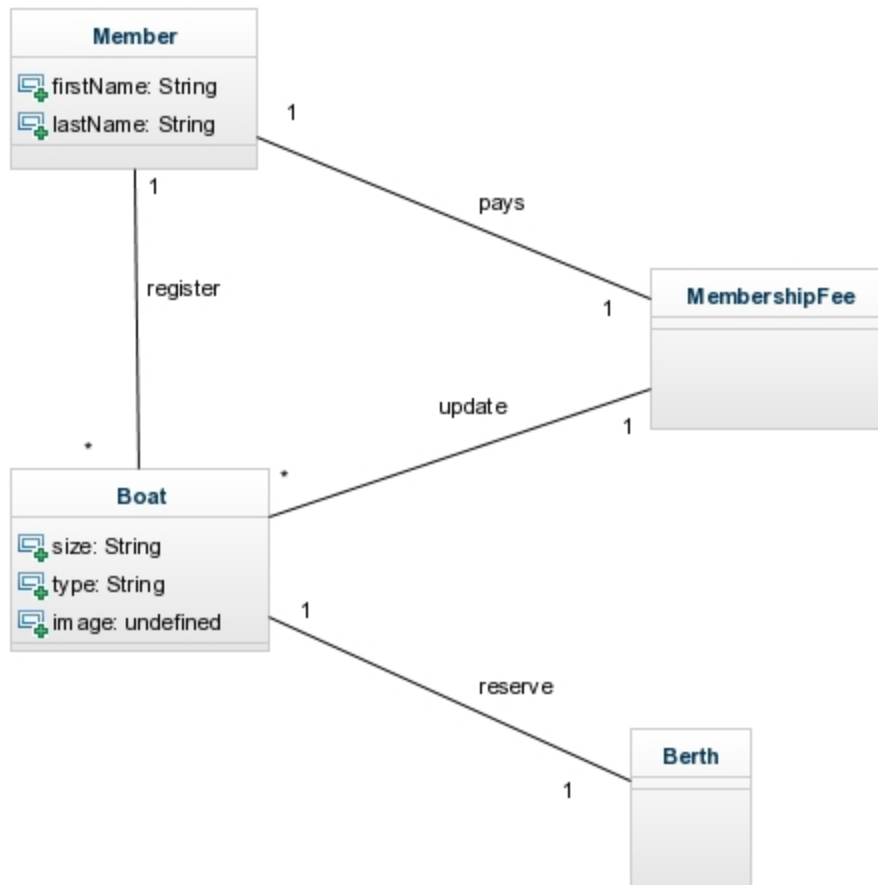 Member
firstName: String
lastName: String
1
1
pays
register
MembershipFee
1
update
1
*
*
Boat
size: String
type: String
image: undefined
1
reserve
Berth
1